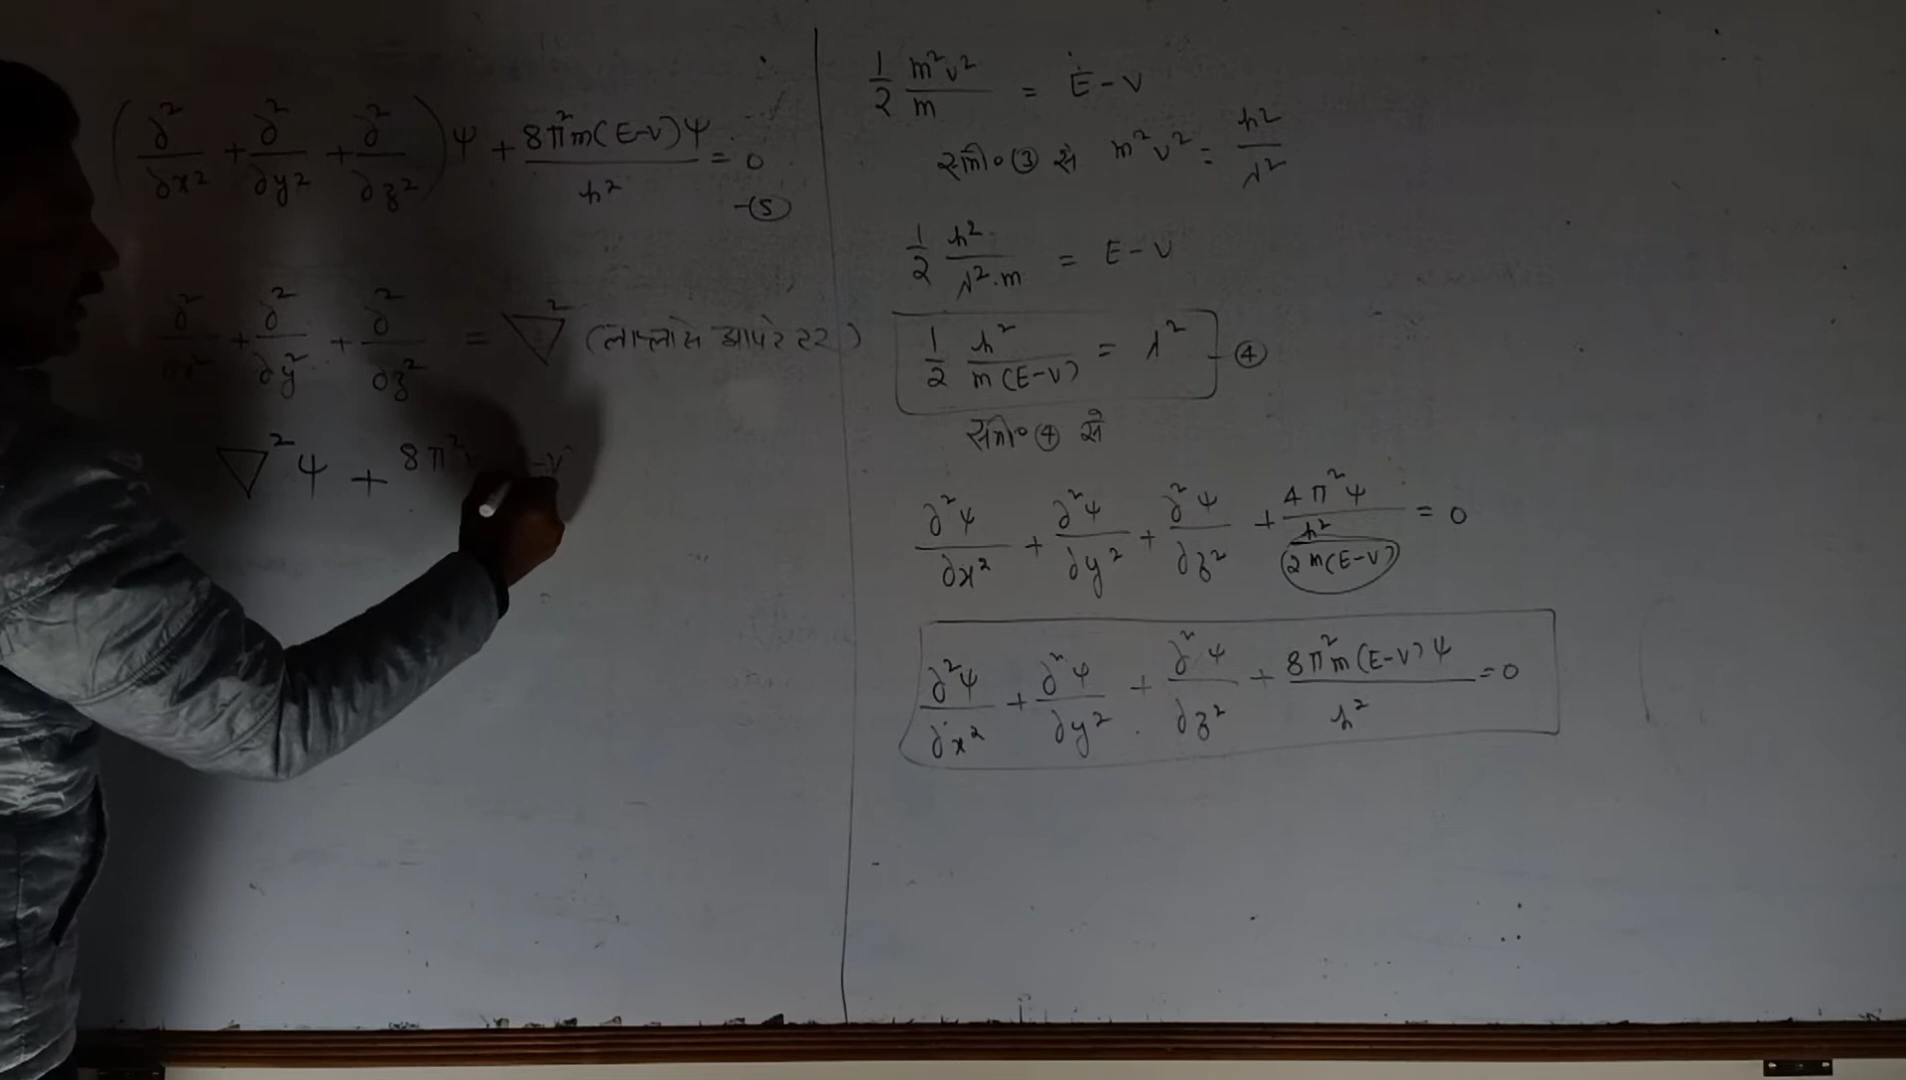 (∂²/∂x² + ∂²/∂y² + ∂²/∂z²)ψ + 8π²m(E-V)ψ/h² = 0 -⑤
∂²/∂x² + ∂²/∂y² + ∂²/∂z² = ∇² (लाप्लासे आपरेटर)
∇²ψ + 8π²
1/2 m²v²/m = E-V
समी० ③ से m²v² = h²/λ²
1/2 h²/λ².m = E-V
1/2 h²/m(E-V) = λ² -④
समी० ④ से
∂²ψ/∂x² + ∂²ψ/∂y² + ∂²ψ/∂z² + 4π²ψ/(h²/2m(E-V)) = 0
∂²ψ/∂x² + ∂²ψ/∂y² + ∂²ψ/∂z² + 8π²m(E-V)ψ/h² = 0